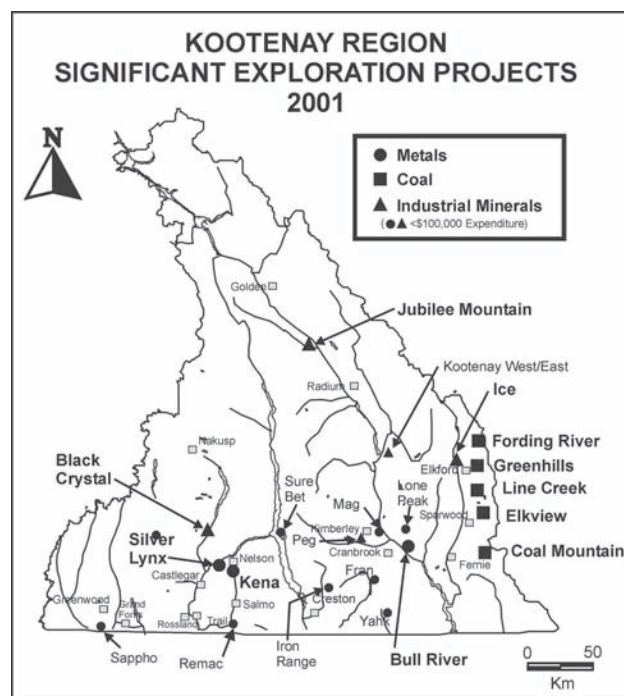 KOOTENAY REGION
SIGNIFICANT EXPLORATION PROJECTS
2001
N
Metals
Coal
Industrial Minerals
(●▲ <$100,000 Expenditure)
Golden
Jubilee Mountain
Kootenay West/East
Radium
Ice
Nakusp
Fording River
Elkford
Greenhills
Black
Crystal
Sure
Bet
Lone
Peak
Line Creek
Mag
Kimberley
Sparwood
Elkview
Silver
Lynx
Peg
Cranbrook
Coal Mountain
Nelson
Fernie
Castlegar
Kena
Fran
Greenwood
Grand
Forks
Salmo
Creston
Rossland
Trail
Yahk
Sappho
Remac
Iron
Range
Bull River
0
50
Km